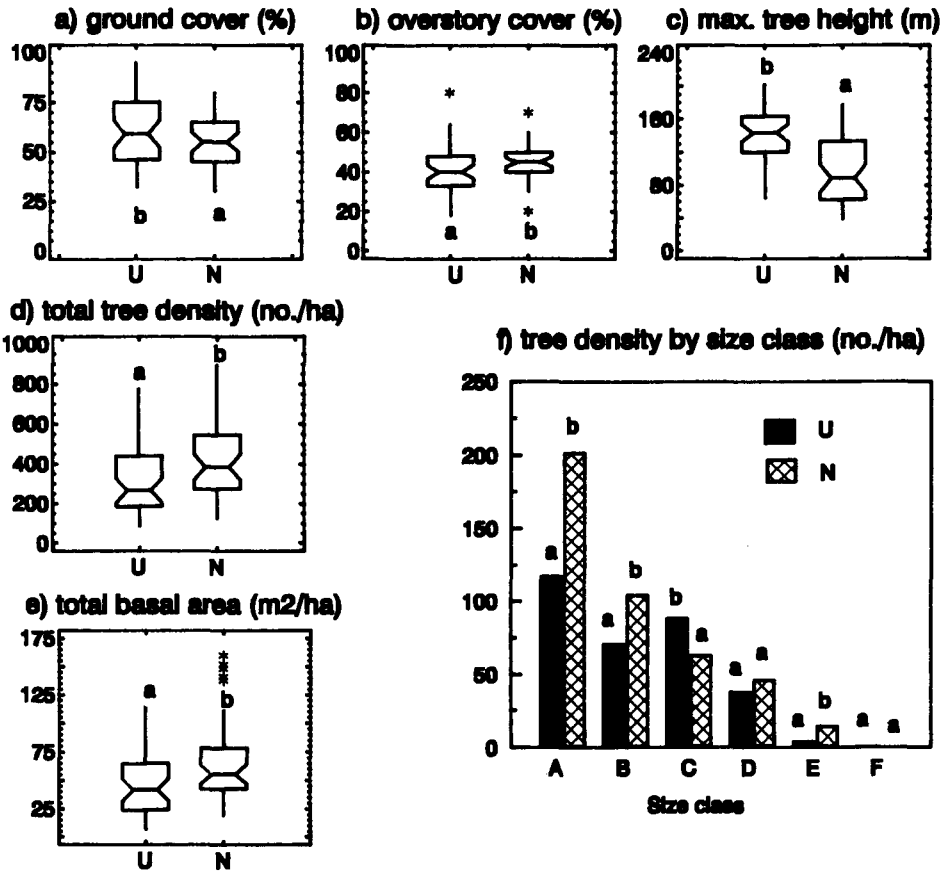 a) ground cover (%)
100
75
50
25
0
b
a
U N
b) overstory cover (%)
100
80
60
40
20
0
*
*
*
a
b
U N
c) max. tree height (m)
240
160
80
0
b
a
U N
d) total tree density (no./ha)
1000
800
600
400
200
0
a
b
U N
e) total basal area (m2/ha)
175
125
75
25
a
***
b
U N
f) tree density by size class (no./ha)
250
200
150
100
50
0
U
N
a b
a b
b a
a a
a b
a a
A B C D E F
Size class